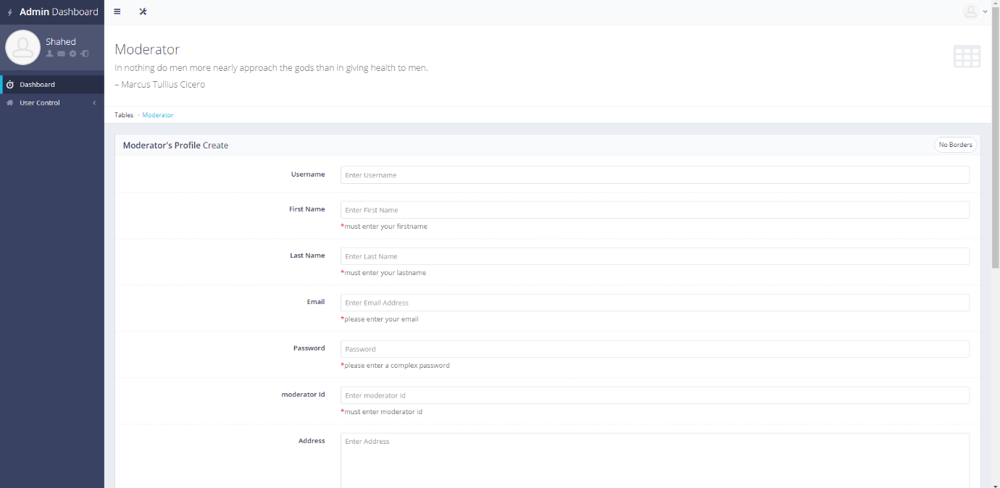 Admin Dashboard
Shahed
Dashboard
User Control
Moderator
In nothing do men more nearly approach the gods than in giving health to men.
– Marcus Tullius Cicero
Tables › Moderator
Moderator's Profile Create
No Borders
Username
Enter Username
First Name
Enter First Name
*must enter your firstname
Last Name
Enter Last Name
*must enter your lastname
Email
Enter Email Address
*please enter your email
Password
Password
*please enter a complex password
moderator Id
Enter moderator Id
*must enter moderator id
Address
Enter Address